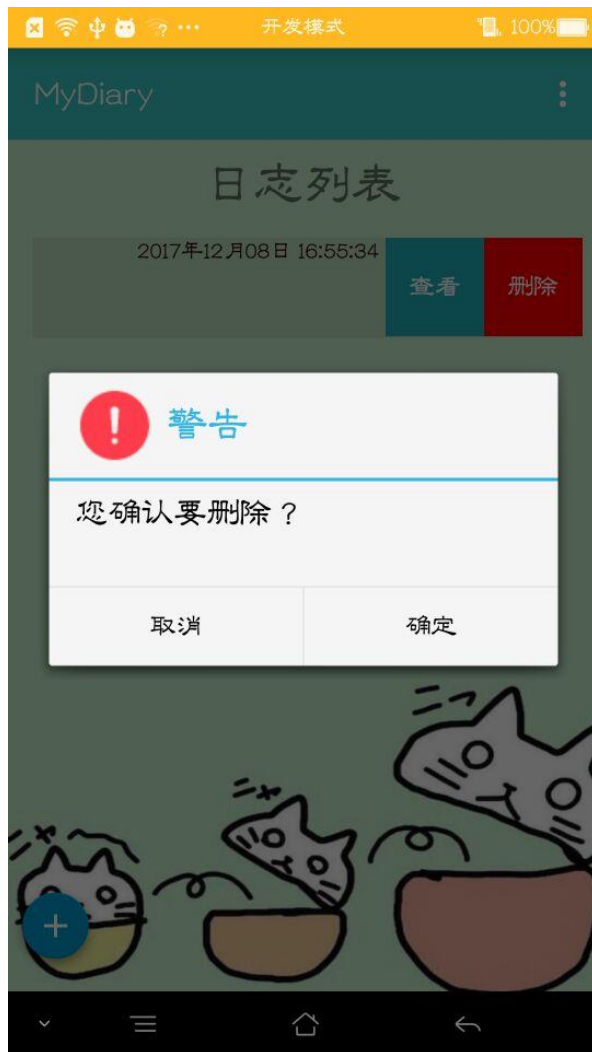 开发模式 100%
MyDiary
日志列表
2017年12月08日 16:55:34
查看 删除
警告
您确认要删除？
取消 确定